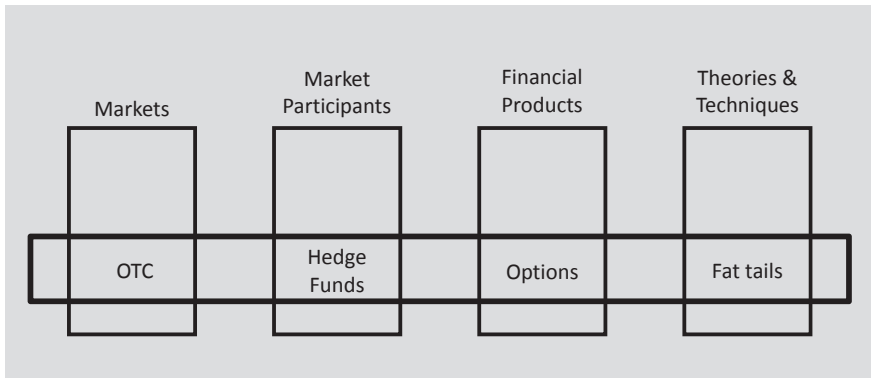 Markets
Market
Participants
Financial
Products
Theories &
Techniques
OTC
Hedge
Funds
Options
Fat tails